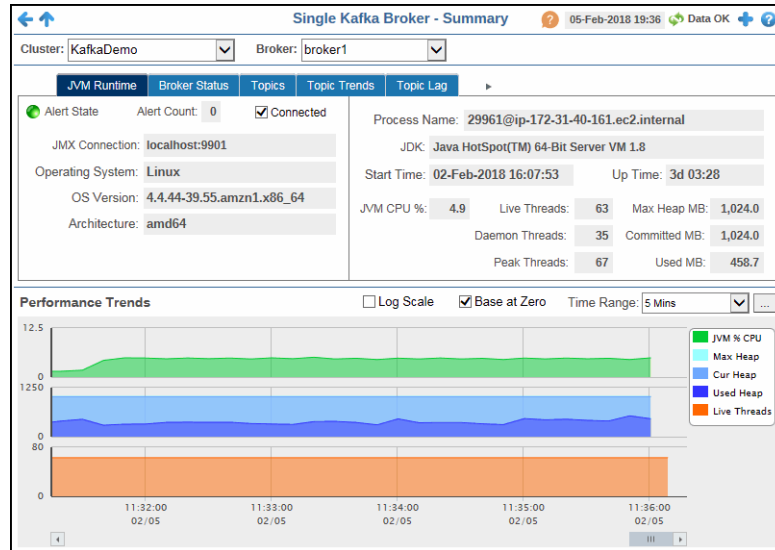 Single Kafka Broker - Summary
05-Feb-2018 19:36 Data OK
Cluster: KafkaDemo Broker: broker1
JVM Runtime Broker Status Topics Topic Trends Topic Lag
Alert State Alert Count: 0 Connected
JMX Connection: localhost:9901
Operating System: Linux
OS Version: 4.4.44-39.55.amzn1.x86_64
Architecture: amd64
Process Name: 29961@ip-172-31-40-161.ec2.internal
JDK: Java HotSpot(TM) 64-Bit Server VM 1.8
Start Time: 02-Feb-2018 16:07:53 Up Time: 3d 03:28
JVM CPU %: 4.9 Live Threads: 63 Max Heap MB: 1,024.0
Daemon Threads: 35 Committed MB: 1,024.0
Peak Threads: 67 Used MB: 458.7
Performance Trends Log Scale Base at Zero Time Range: 5 Mins ...
12.5
0
1250
0
80
0
JVM % CPU
Max Heap
Cur Heap
Used Heap
Live Threads
11:32:00 11:33:00 11:34:00 11:35:00 11:36:00
02/05 02/05 02/05 02/05 02/05